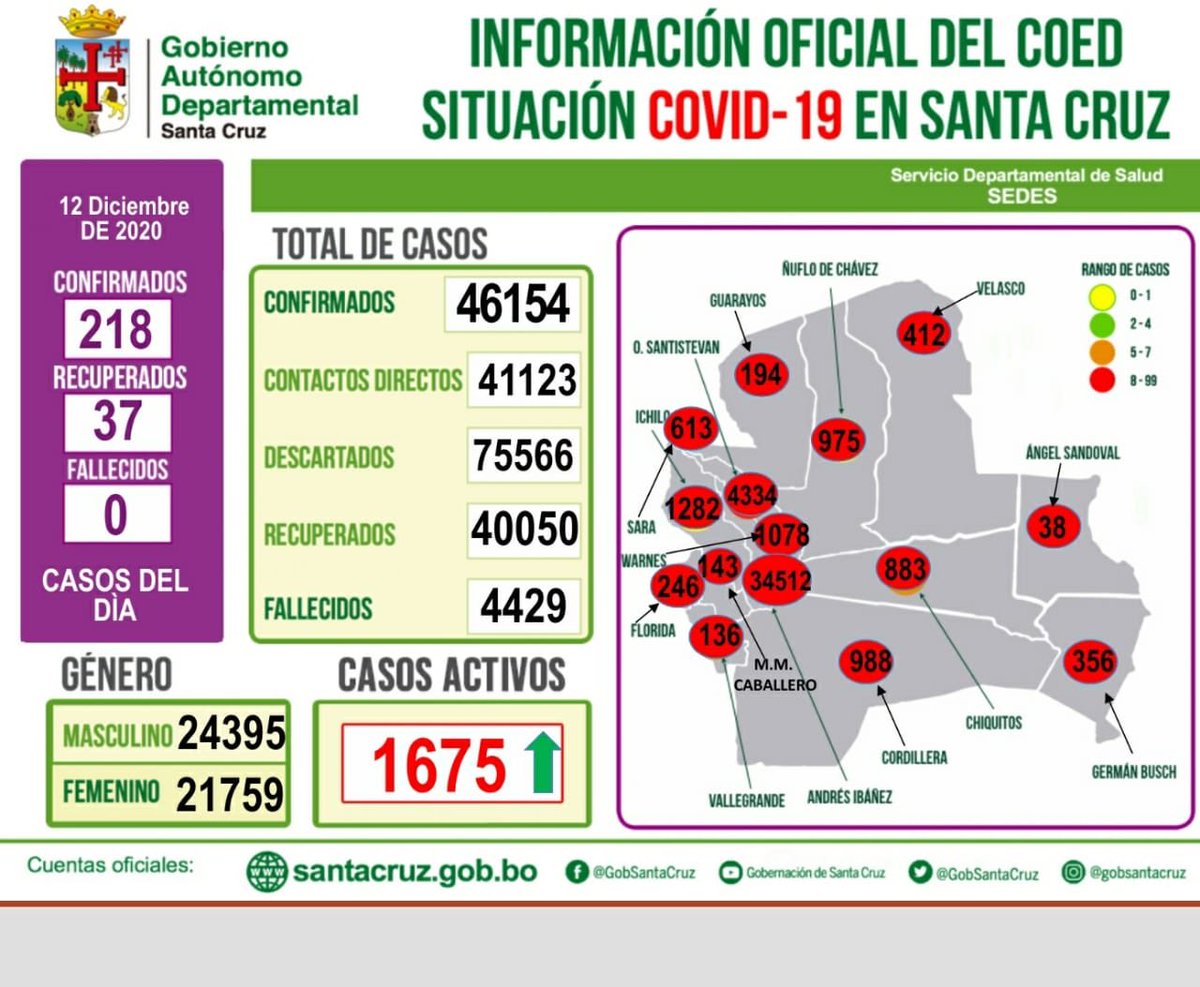 Gobierno
Autónomo
Departamental
Santa Cruz
INFORMACIÓN OFICIAL DEL COED
SITUACIÓN COVID-19 EN SANTA CRUZ
Servicio Departamental de Salud
SEDES
12 Diciembre
DE 2020
CONFIRMADOS
218
RECUPERADOS
37
FALLECIDOS
0
CASOS DEL
DÌA
TOTAL DE CASOS
CONFIRMADOS 46154
CONTACTOS DIRECTOS 41123
DESCARTADOS 75566
RECUPERADOS 40050
FALLECIDOS 4429
GÉNERO
MASCULINO 24395
FEMENINO 21759
CASOS ACTIVOS
1675
ÑUFLO DE CHÁVEZ
GUARAYOS
VELASCO
O. SANTISTEVAN
412
194
ICHILO
613
975
ÁNGEL SANDOVAL
4334
1282
SARA
38
1078
WARNES
143
883
246
34512
FLORIDA
136
M.M.
CABALLERO
988
356
CHIQUITOS
CORDILLERA
GERMÁN BUSCH
VALLEGRANDE
ANDRÉS IBÁÑEZ
RANGO DE CASOS
0 - 1
2 - 4
5 - 7
8 - 99
Cuentas oficiales:
www
santacruz.gob.bo
@GobSantaCruz
Gobernación de Santa Cruz
@GobSantaCruz
@gobsantacruz